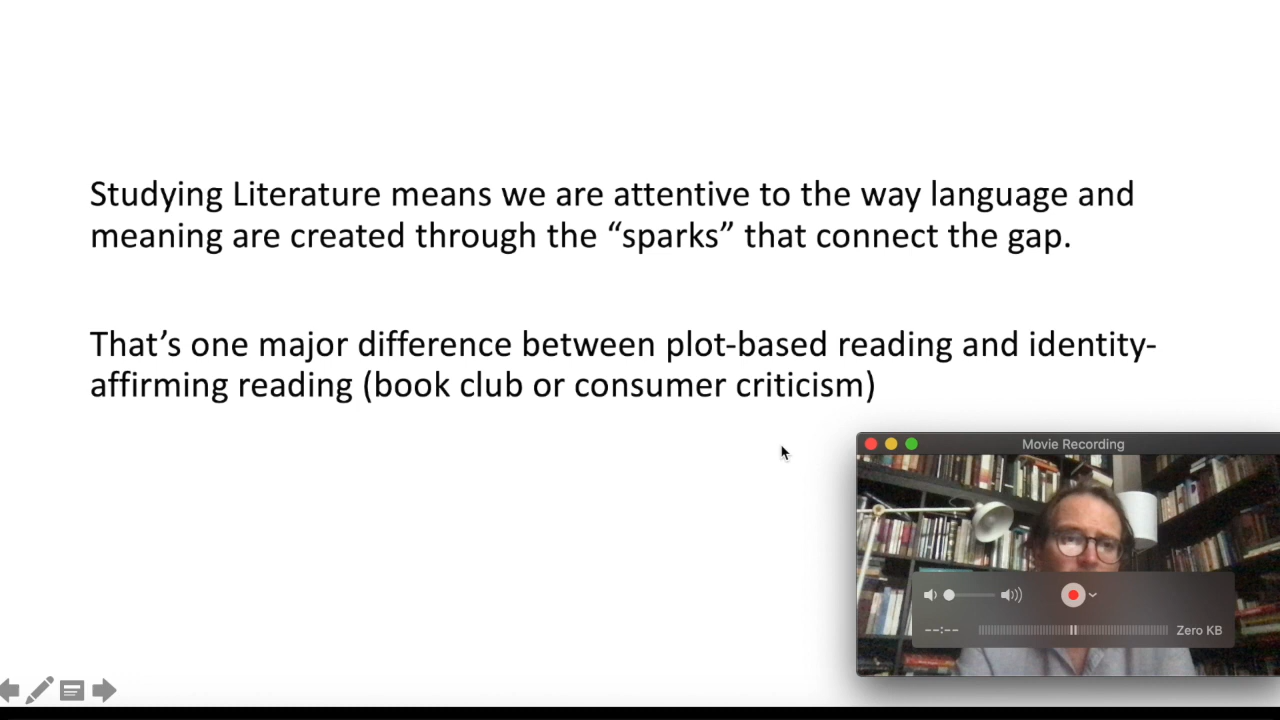 Studying Literature means we are attentive to the way language and
meaning are created through the “sparks” that connect the gap.
That’s one major difference between plot-based reading and identity-
affirming reading (book club or consumer criticism)
Movie Recording
--:--
Zero KB